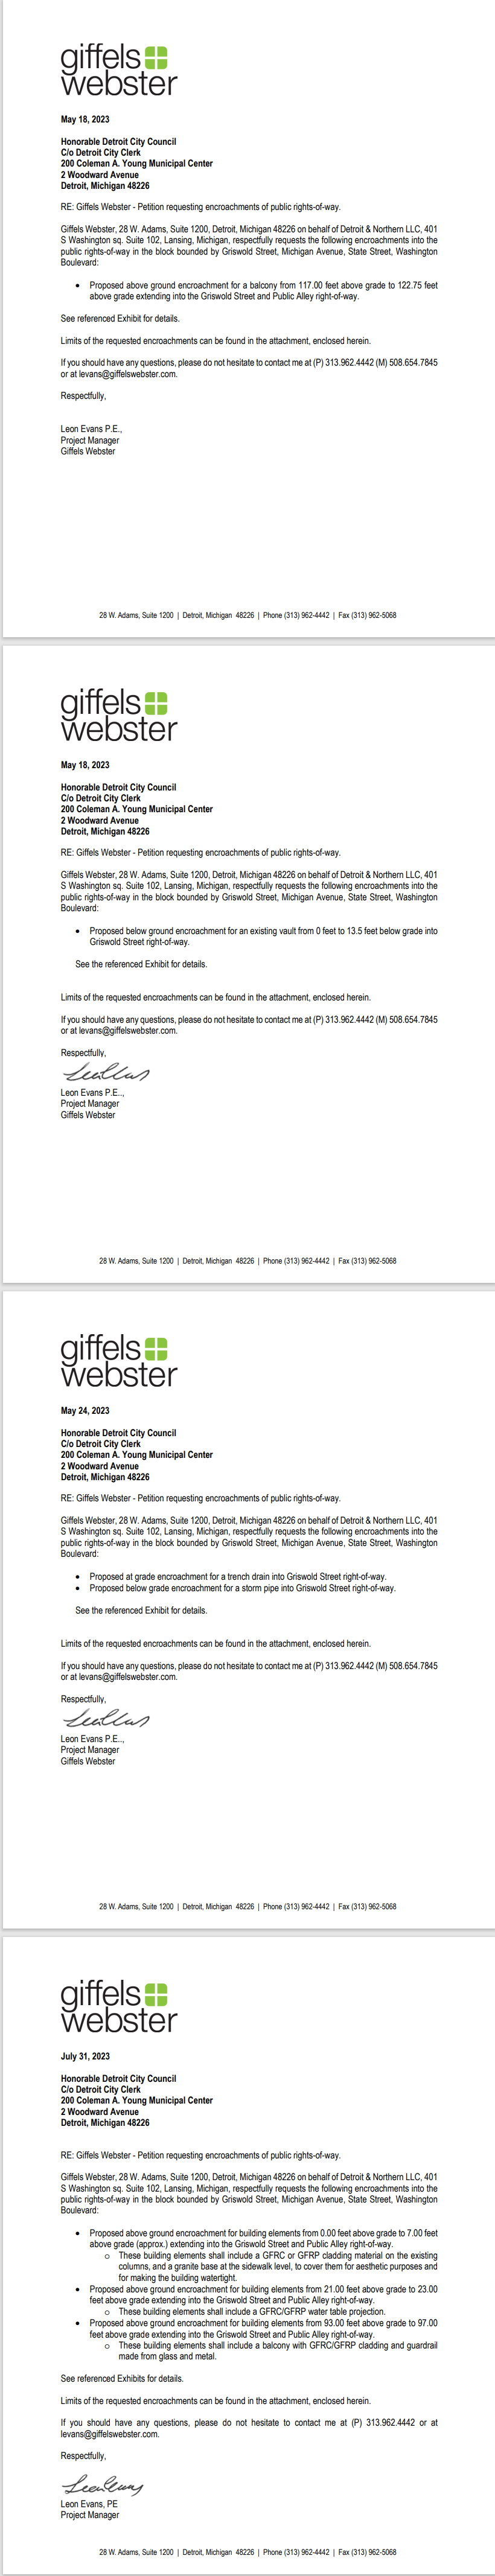 giffels
webster
May 18, 2023
Honorable Detroit City Council
C/o Detroit City Clerk
200 Coleman A. Young Municipal Center
2 Woodward Avenue
Detroit, Michigan 48226
RE: Giffels Webster - Petition requesting encroachments of public rights-of-way.
Giffels Webster, 28 W. Adams, Suite 1200, Detroit, Michigan 48226 on behalf of Detroit & Northern LLC, 401
S Washington sq. Suite 102, Lansing, Michigan, respectfully requests the following encroachments into the
public rights-of-way in the block bounded by Griswold Street, Michigan Avenue, State Street, Washington
Boulevard:
• Proposed above ground encroachment for a balcony from 117.00 feet above grade to 122.75 feet
above grade extending into the Griswold Street and Public Alley right-of-way.
See referenced Exhibit for details.
Limits of the requested encroachments can be found in the attachment, enclosed herein.
If you should have any questions, please do not hesitate to contact me at (P) 313.962.4442 (M) 508.654.7845
or at levans@giffelswebster.com.
Respectfully,
Leon Evans P.E.,
Project Manager
Giffels Webster
28 W. Adams, Suite 1200 | Detroit, Michigan 48226 | Phone (313) 962-4442 | Fax (313) 962-5068
giffels
webster
May 18, 2023
Honorable Detroit City Council
C/o Detroit City Clerk
200 Coleman A. Young Municipal Center
2 Woodward Avenue
Detroit, Michigan 48226
RE: Giffels Webster - Petition requesting encroachments of public rights-of-way.
Giffels Webster, 28 W. Adams, Suite 1200, Detroit, Michigan 48226 on behalf of Detroit & Northern LLC, 401
S Washington sq. Suite 102, Lansing, Michigan, respectfully requests the following encroachments into the
public rights-of-way in the block bounded by Griswold Street, Michigan Avenue, State Street, Washington
Boulevard:
• Proposed below ground encroachment for an existing vault from 0 feet to 13.5 feet below grade into
Griswold Street right-of-way.
See the referenced Exhibit for details.
Limits of the requested encroachments can be found in the attachment, enclosed herein.
If you should have any questions, please do not hesitate to contact me at (P) 313.962.4442 (M) 508.654.7845
or at levans@giffelswebster.com.
Respectfully,
Leon Evans P.E..,
Project Manager
Giffels Webster
28 W. Adams, Suite 1200 | Detroit, Michigan 48226 | Phone (313) 962-4442 | Fax (313) 962-5068
giffels
webster
May 24, 2023
Honorable Detroit City Council
C/o Detroit City Clerk
200 Coleman A. Young Municipal Center
2 Woodward Avenue
Detroit, Michigan 48226
RE: Giffels Webster - Petition requesting encroachments of public rights-of-way.
Giffels Webster, 28 W. Adams, Suite 1200, Detroit, Michigan 48226 on behalf of Detroit & Northern LLC, 401
S Washington sq. Suite 102, Lansing, Michigan, respectfully requests the following encroachments into the
public rights-of-way in the block bounded by Griswold Street, Michigan Avenue, State Street, Washington
Boulevard:
• Proposed at grade encroachment for a trench drain into Griswold Street right-of-way.
• Proposed below grade encroachment for a storm pipe into Griswold Street right-of-way.
See the referenced Exhibit for details.
Limits of the requested encroachments can be found in the attachment, enclosed herein.
If you should have any questions, please do not hesitate to contact me at (P) 313.962.4442 (M) 508.654.7845
or at levans@giffelswebster.com.
Respectfully,
Leon Evans P.E..,
Project Manager
Giffels Webster
28 W. Adams, Suite 1200 | Detroit, Michigan 48226 | Phone (313) 962-4442 | Fax (313) 962-5068
giffels
webster
July 31, 2023
Honorable Detroit City Council
C/o Detroit City Clerk
200 Coleman A. Young Municipal Center
2 Woodward Avenue
Detroit, Michigan 48226
RE: Giffels Webster - Petition requesting encroachments of public rights-of-way.
Giffels Webster, 28 W. Adams, Suite 1200, Detroit, Michigan 48226 on behalf of Detroit & Northern LLC, 401
S Washington sq. Suite 102, Lansing, Michigan, respectfully requests the following encroachments into the
public rights-of-way in the block bounded by Griswold Street, Michigan Avenue, State Street, Washington
Boulevard:
• Proposed above ground encroachment for building elements from 0.00 feet above grade to 7.00 feet
above grade (approx.) extending into the Griswold Street and Public Alley right-of-way.
o These building elements shall include a GFRC or GFRP cladding material on the existing
columns, and a granite base at the sidewalk level, to cover them for aesthetic purposes and
for making the building watertight.
• Proposed above ground encroachment for building elements from 21.00 feet above grade to 23.00
feet above grade extending into the Griswold Street and Public Alley right-of-way.
o These building elements shall include a GFRC/GFRP water table projection.
• Proposed above ground encroachment for building elements from 93.00 feet above grade to 97.00
feet above grade extending into the Griswold Street and Public Alley right-of-way.
o These building elements shall include a balcony with GFRC/GFRP cladding and guardrail
made from glass and metal.
See referenced Exhibits for details.
Limits of the requested encroachments can be found in the attachment, enclosed herein.
If you should have any questions, please do not hesitate to contact me at (P) 313.962.4442 or at
levans@giffelswebster.com.
Respectfully,
Leon Evans, PE
Project Manager
28 W. Adams, Suite 1200 | Detroit, Michigan 48226 | Phone (313) 962-4442 | Fax (313) 962-5068